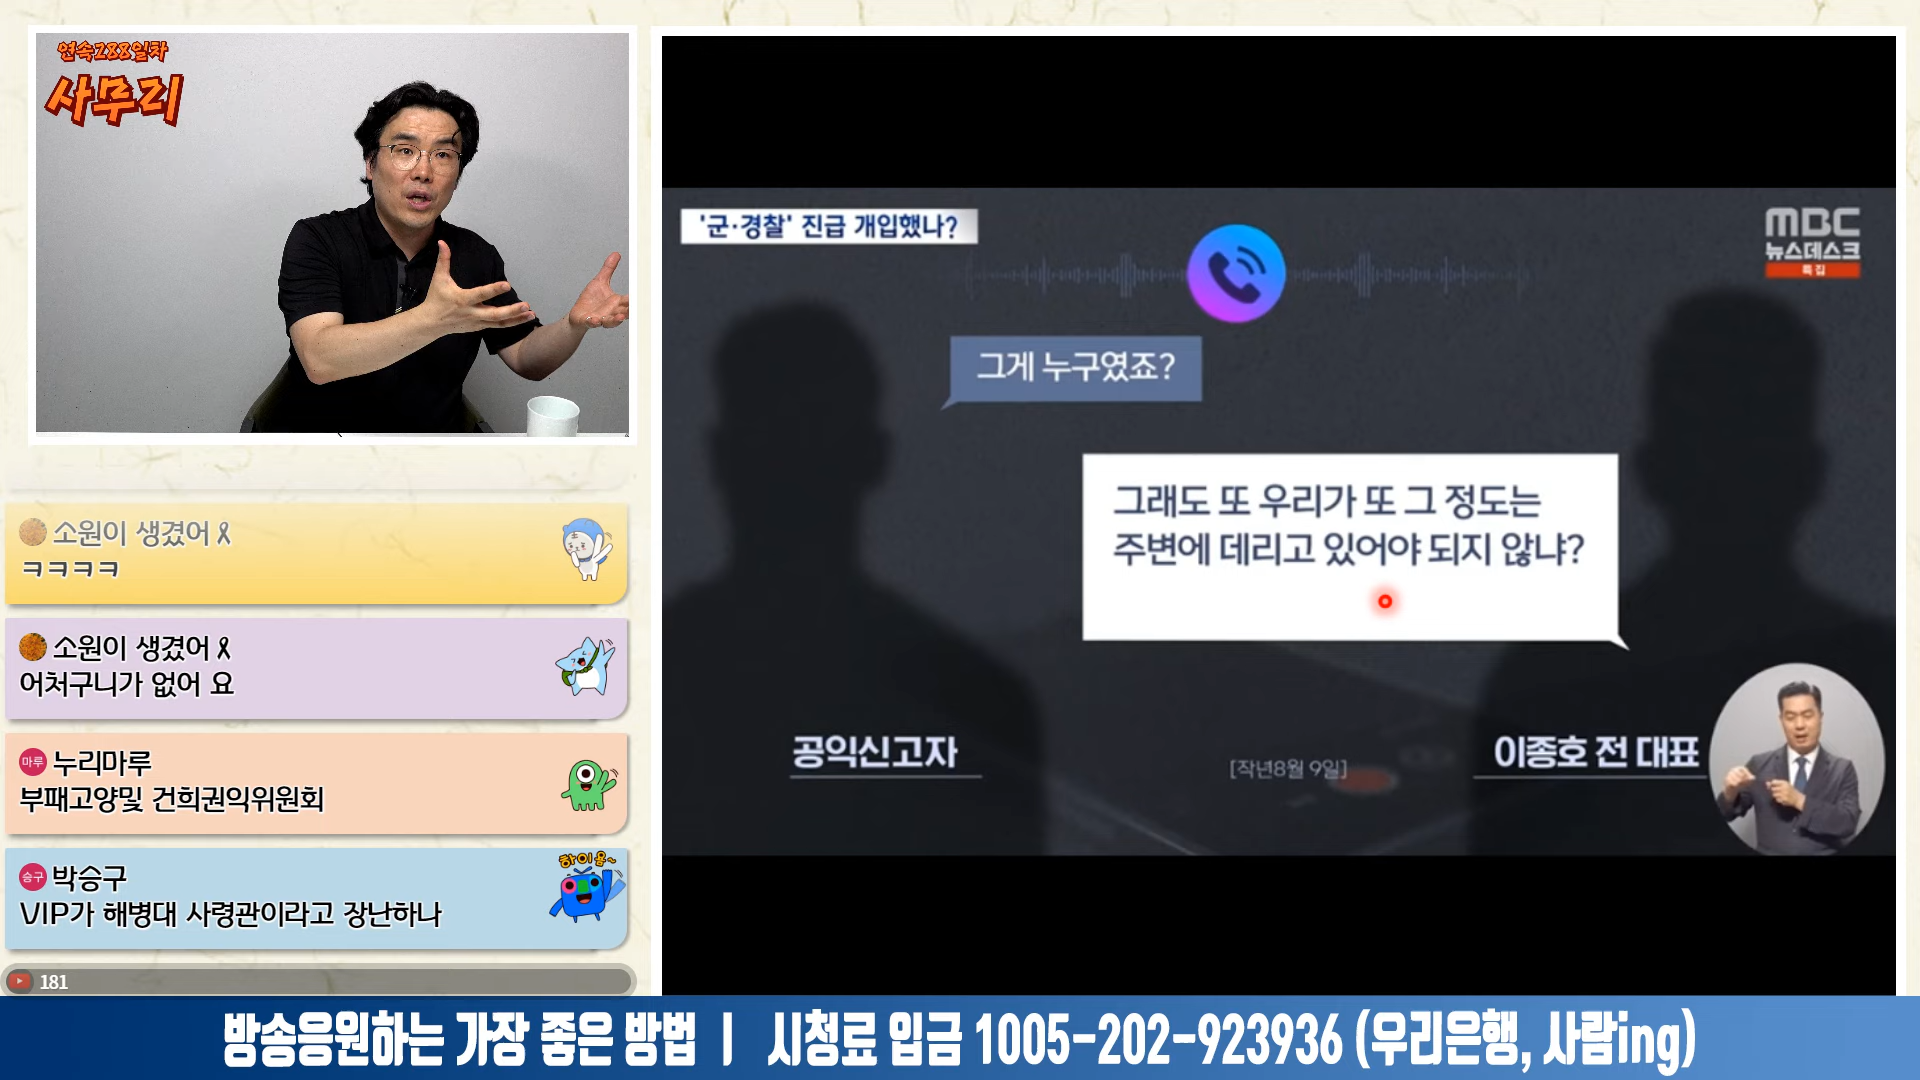 연속288일차
사무리
소원이 생겼어🎗
ㅋㅋㅋㅋ
소원이 생겼어🎗
어처구니가 없어 요
마루 누리마루
부패고양및 건희권익위원회
하이욤~
승구 박승구
VIP가 해병대 사령관이라고 장난하나
181
'군·경찰' 진급 개입했나?
MBC
뉴스데스크
특집
그게 누구였죠?
그래도 또 우리가 또 그 정도는
주변에 데리고 있어야 되지 않냐?
공익신고자
[작년8월 9일]
이종호 전 대표
방송응원하는 가장 좋은 방법 | 시청료 입금 1005-202-923936 (우리은행, 사람ing)